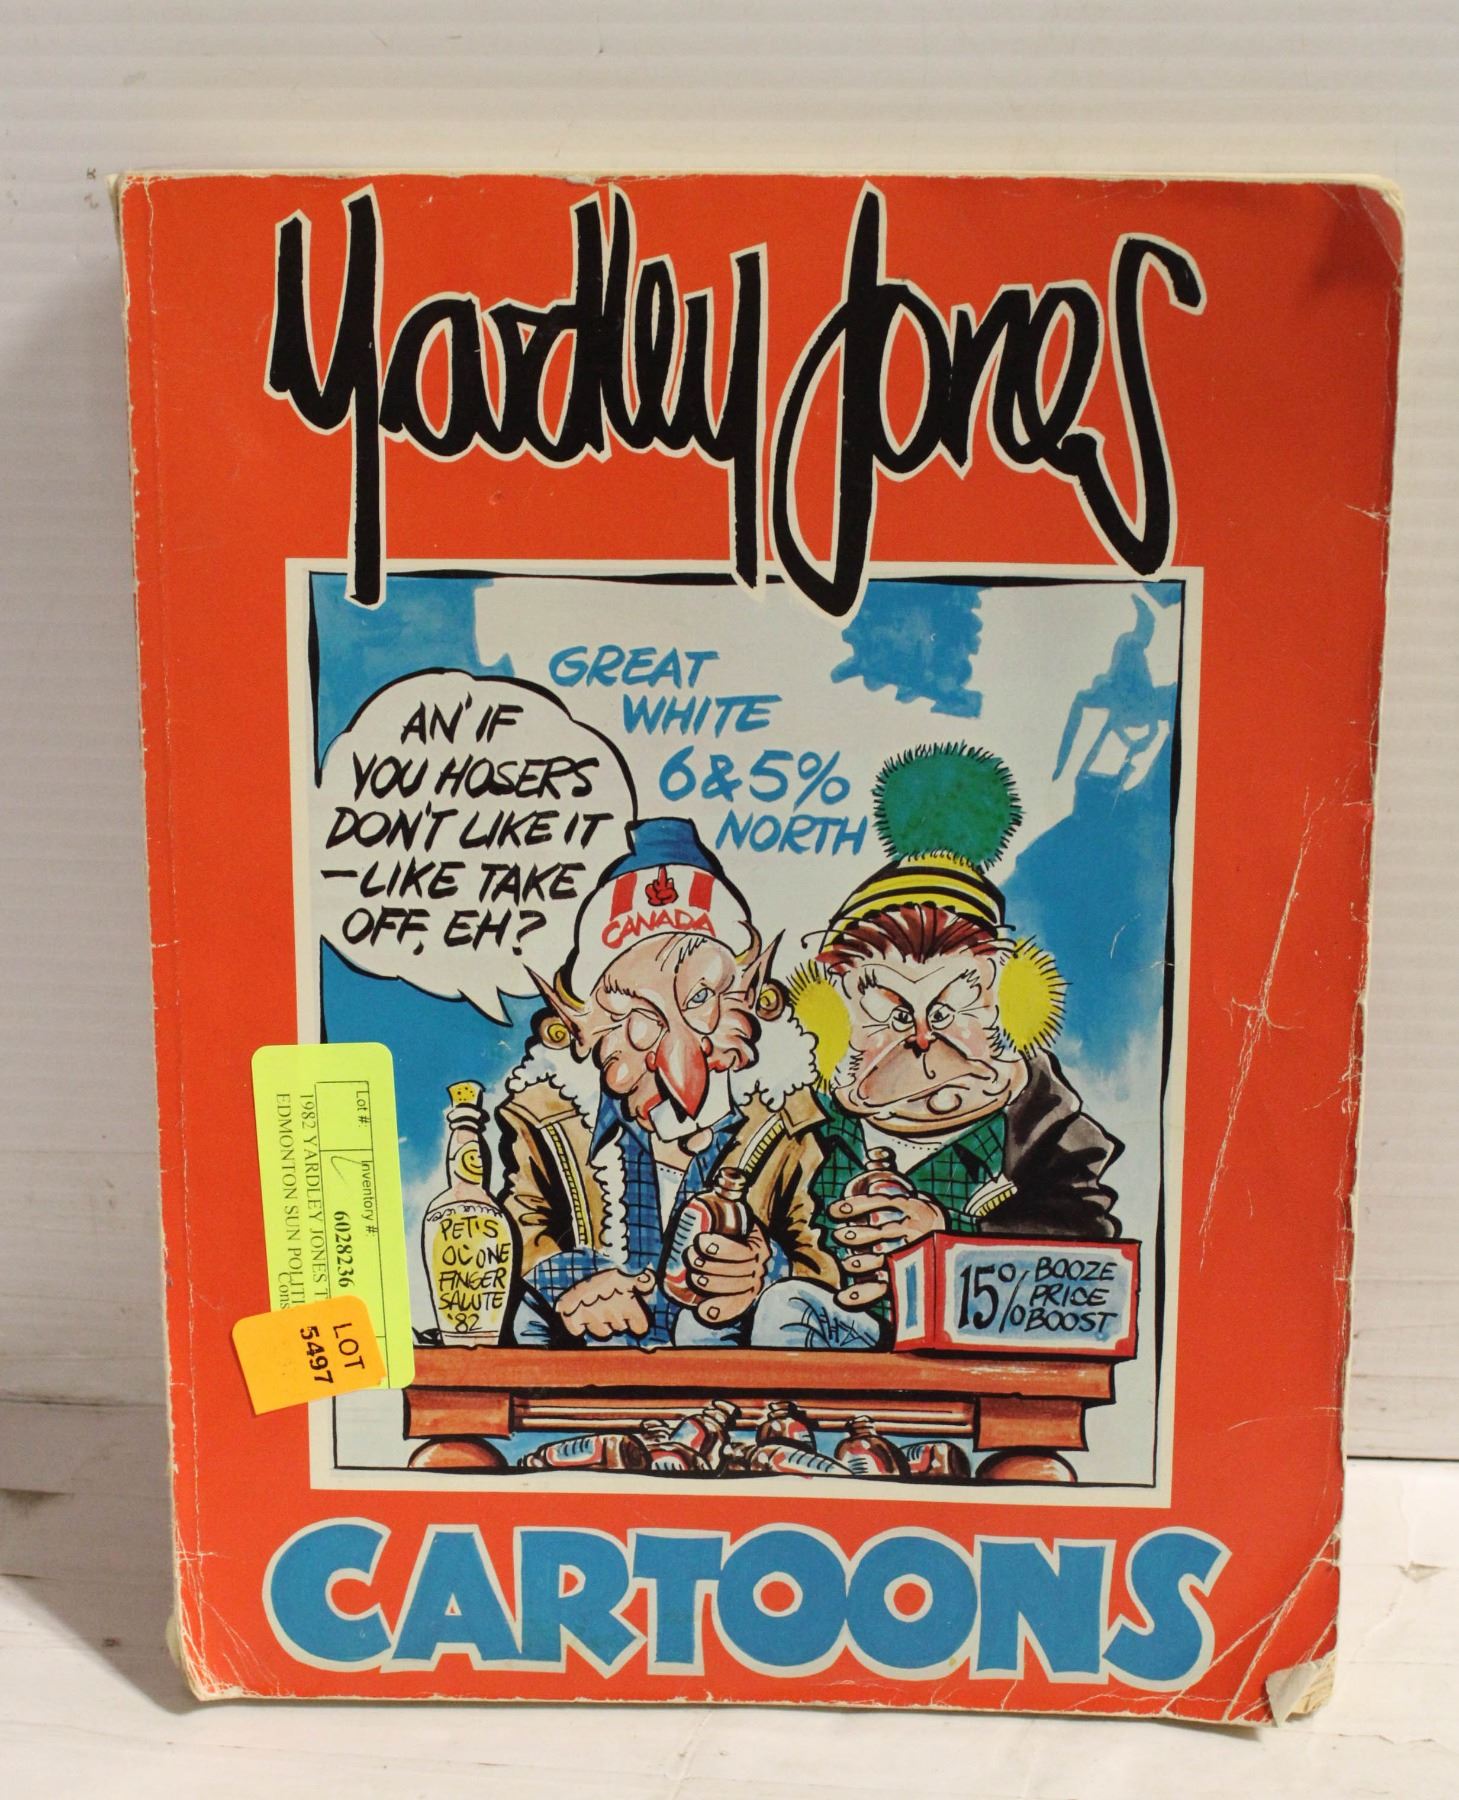 Yardley Jones
GREAT
WHITE
6 & 5%
NORTH
AN' IF
YOU HOSERS
DON'T LIKE IT
-LIKE TAKE
OFF, EH?
CANADA
PET'S
OL' ONE
FINGER
SALUTE
'82
15% BOOZE
PRICE
BOOST
Lot #:
Inventory #:
6028236
1982 YARDLEY JONES
EDMONTON SUN
LOT
5497
CARTOONS